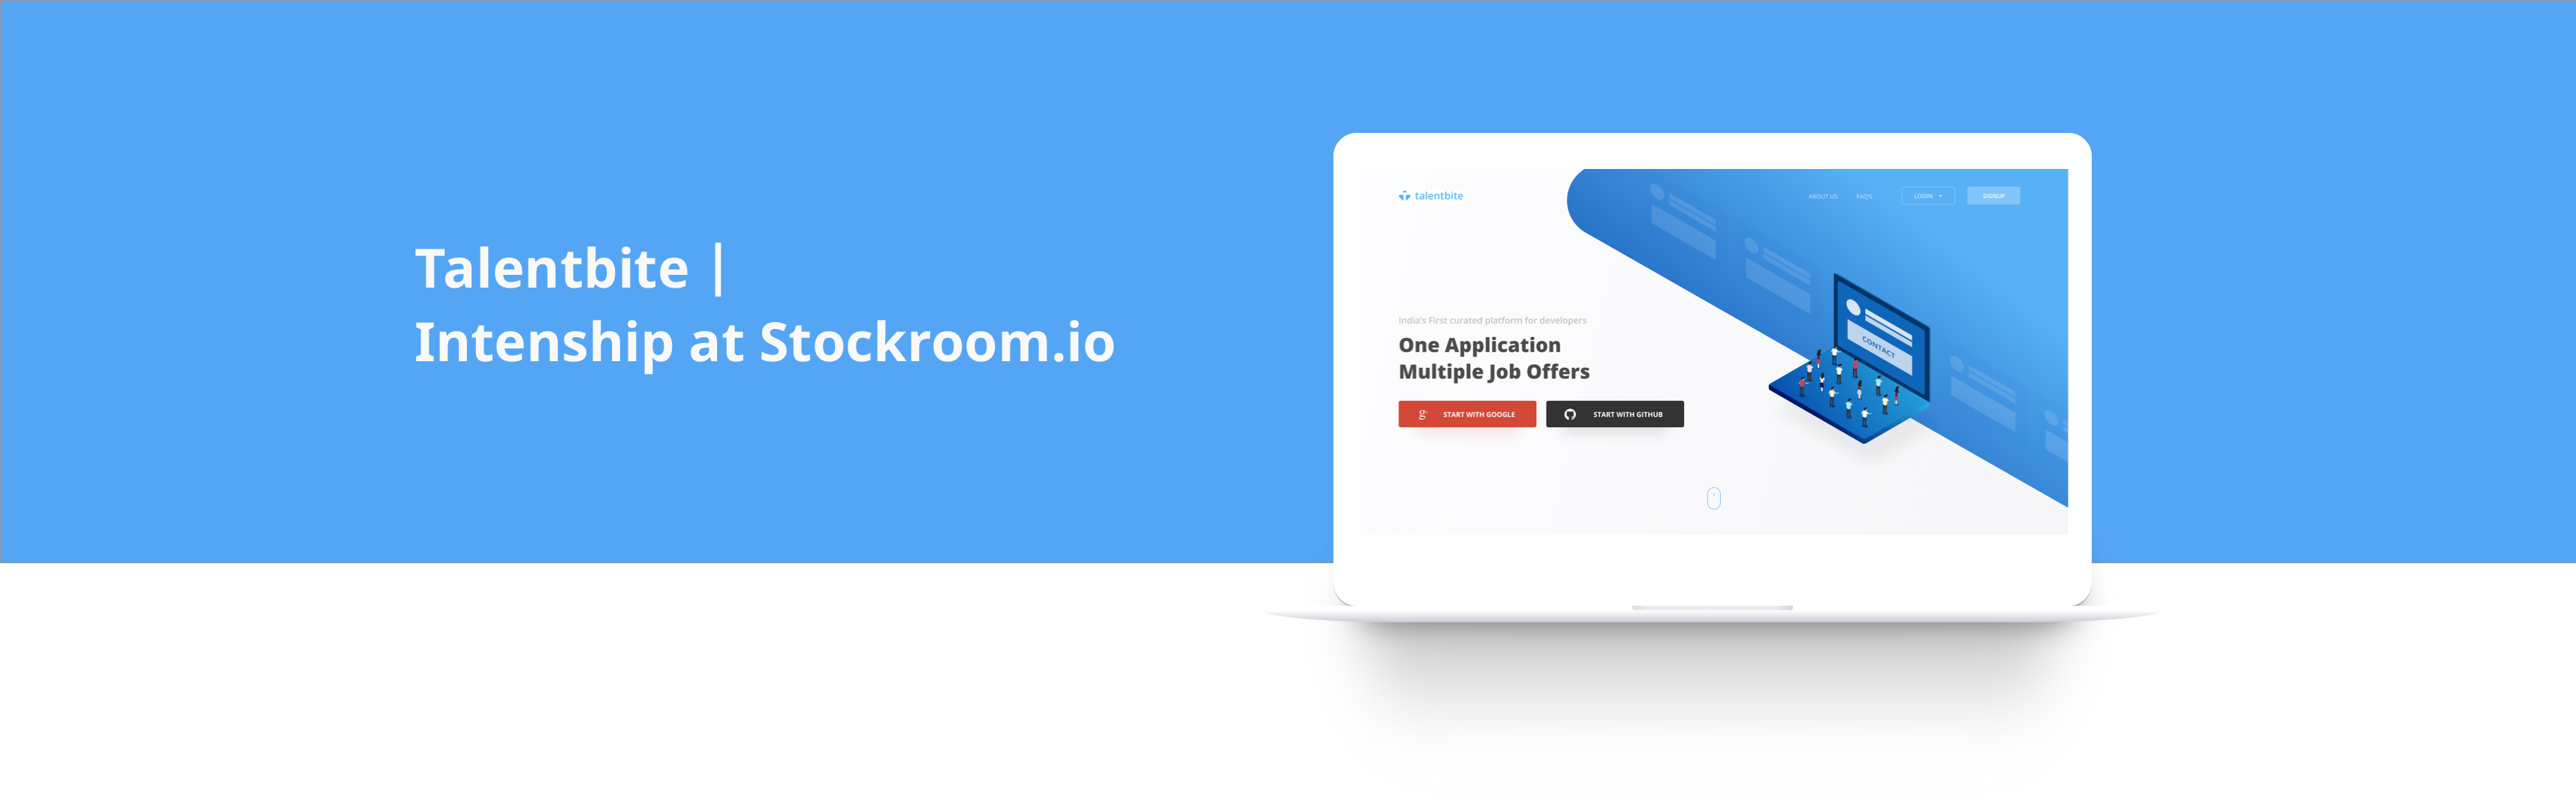 Talentbite |
Intenship at Stockroom.io
talentbite
ABOUT US
FAQ'S
LOGIN
SIGNUP
India's First curated platform for developers
One Application
Multiple Job Offers
START WITH GOOGLE
START WITH GITHUB
CONTACT